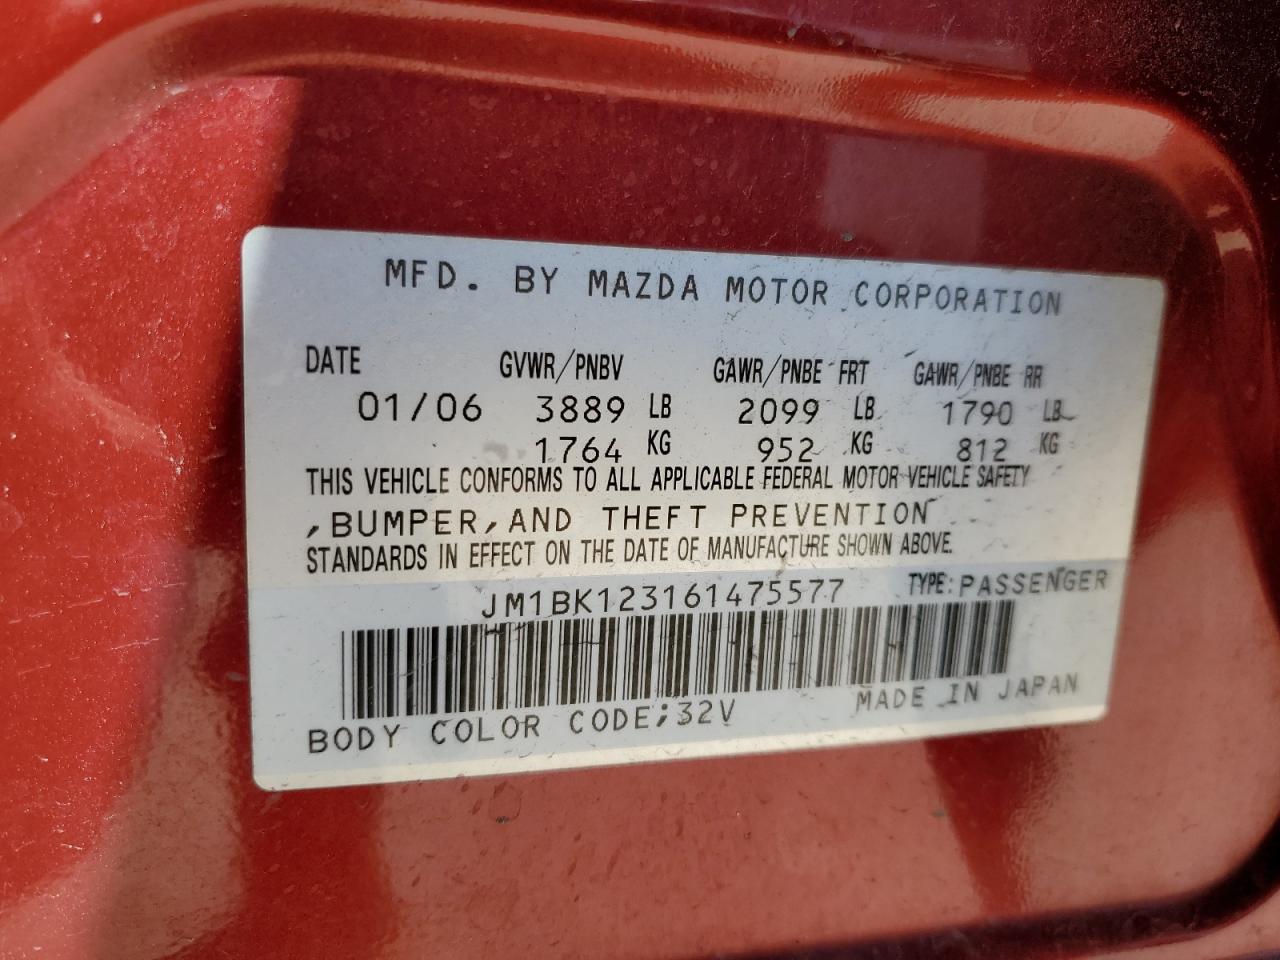 MFD. BY MAZDA MOTOR CORPORATION
DATE GVWR/PNBV GAWR/PNBE FRT GAWR/PNBE RR
01/06 3889 LB 2099 LB 1790 LB
1764 KG 952 KG 812 KG
THIS VEHICLE CONFORMS TO ALL APPLICABLE FEDERAL MOTOR VEHICLE SAFETY
,BUMPER,AND THEFT PREVENTION
STANDARDS IN EFFECT ON THE DATE OF MANUFACTURE SHOWN ABOVE.
JM1BK123161475577 TYPE:PASSENGER
BODY COLOR CODE;32V MADE IN JAPAN